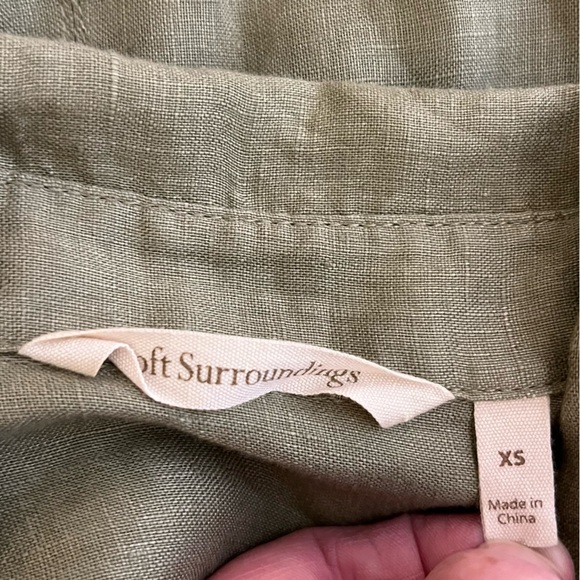 oft Surroundings
XS
Made in
China